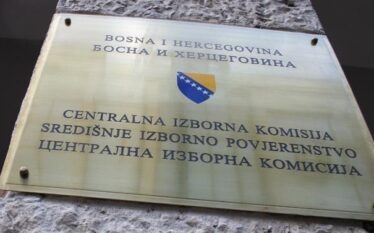 BOSNA I HERCEGOVINA
БОСНА И ХЕРЦЕГОВИНА
CENTRALNA IZBORNA KOMISIJA
SREDIŠNJE IZBORNO POVJERENSTVO
ЦЕНТРАЛНА ИЗБОРНА КОМИСИЈА